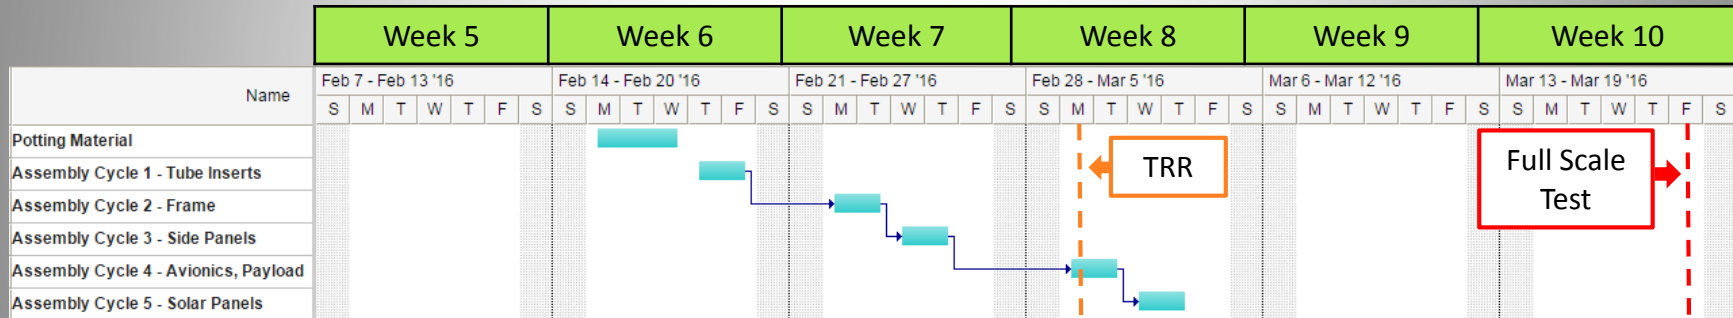 Week 5 Week 6 Week 7 Week 8 Week 9 Week 10
Name
Feb 7 - Feb 13 '16 Feb 14 - Feb 20 '16 Feb 21 - Feb 27 '16 Feb 28 - Mar 5 '16 Mar 6 - Mar 12 '16 Mar 13 - Mar 19 '16
S M T W T F S S M T W T F S S M T W T F S S M T W T F S S M T W T F S S M T W T F S
Potting Material
Assembly Cycle 1 - Tube Inserts
Assembly Cycle 2 - Frame
Assembly Cycle 3 - Side Panels
Assembly Cycle 4 - Avionics, Payload
Assembly Cycle 5 - Solar Panels
TRR
Full Scale
Test